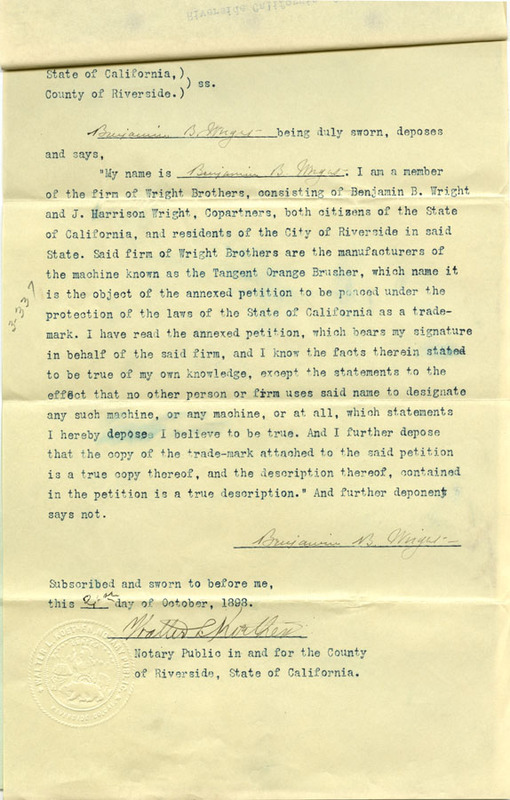 Riverside California
State of California,)
) ss.
County of Riverside.)
Benjamin B. Wright being duly sworn, deposes
and says,
"My name is Benjamin B. Wright. I am a member
of the firm of Wright Brothers, consisting of Benjamin B. Wright
and J. Harrison Wright, Copartners, both citizens of the State
of California, and residents of the City of Riverside in said
State. Said firm of Wright Brothers are the manufacturers of
the machine known as the Tangent Orange Brusher, which name it
is the object of the annexed petition to be peaced under the
protection of the laws of the State of California as a trade-
mark. I have read the annexed petition, which bears my signature
in behalf of the said firm, and I know the facts therein stated
to be true of my own knowledge, except the statements to the
effect that no other person or firm uses said name to designate
any such machine, or any machine, or at all, which statements
I hereby depose I believe to be true. And I further depose
that the copy of the trade-mark attached to the said petition
is a true copy thereof, and the description thereof, contained
in the petition is a true description." And further deponent
says not.
Benjamin B. Wright
Subscribed and sworn to before me,
this day of October, 1893.
Notary Public in and for the County
of Riverside, State of California.
3337